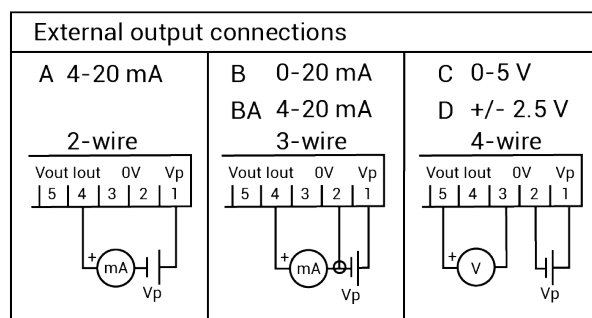 External output connections
A 4-20 mA
2-wire
Vout Iout 0V Vp
5 4 3 2 1
+ mA
Vp
B 0-20 mA
BA 4-20 mA
3-wire
Vout Iout 0V Vp
5 4 3 2 1
+ mA
Vp
C 0-5 V
D +/- 2.5 V
4-wire
Vout Iout 0V Vp
5 4 3 2 1
+ V
Vp